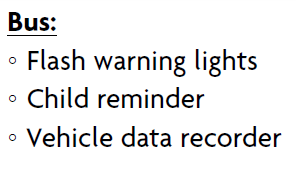 Bus:
◦ Flash warning lights
◦ Child reminder
◦ Vehicle data recorder